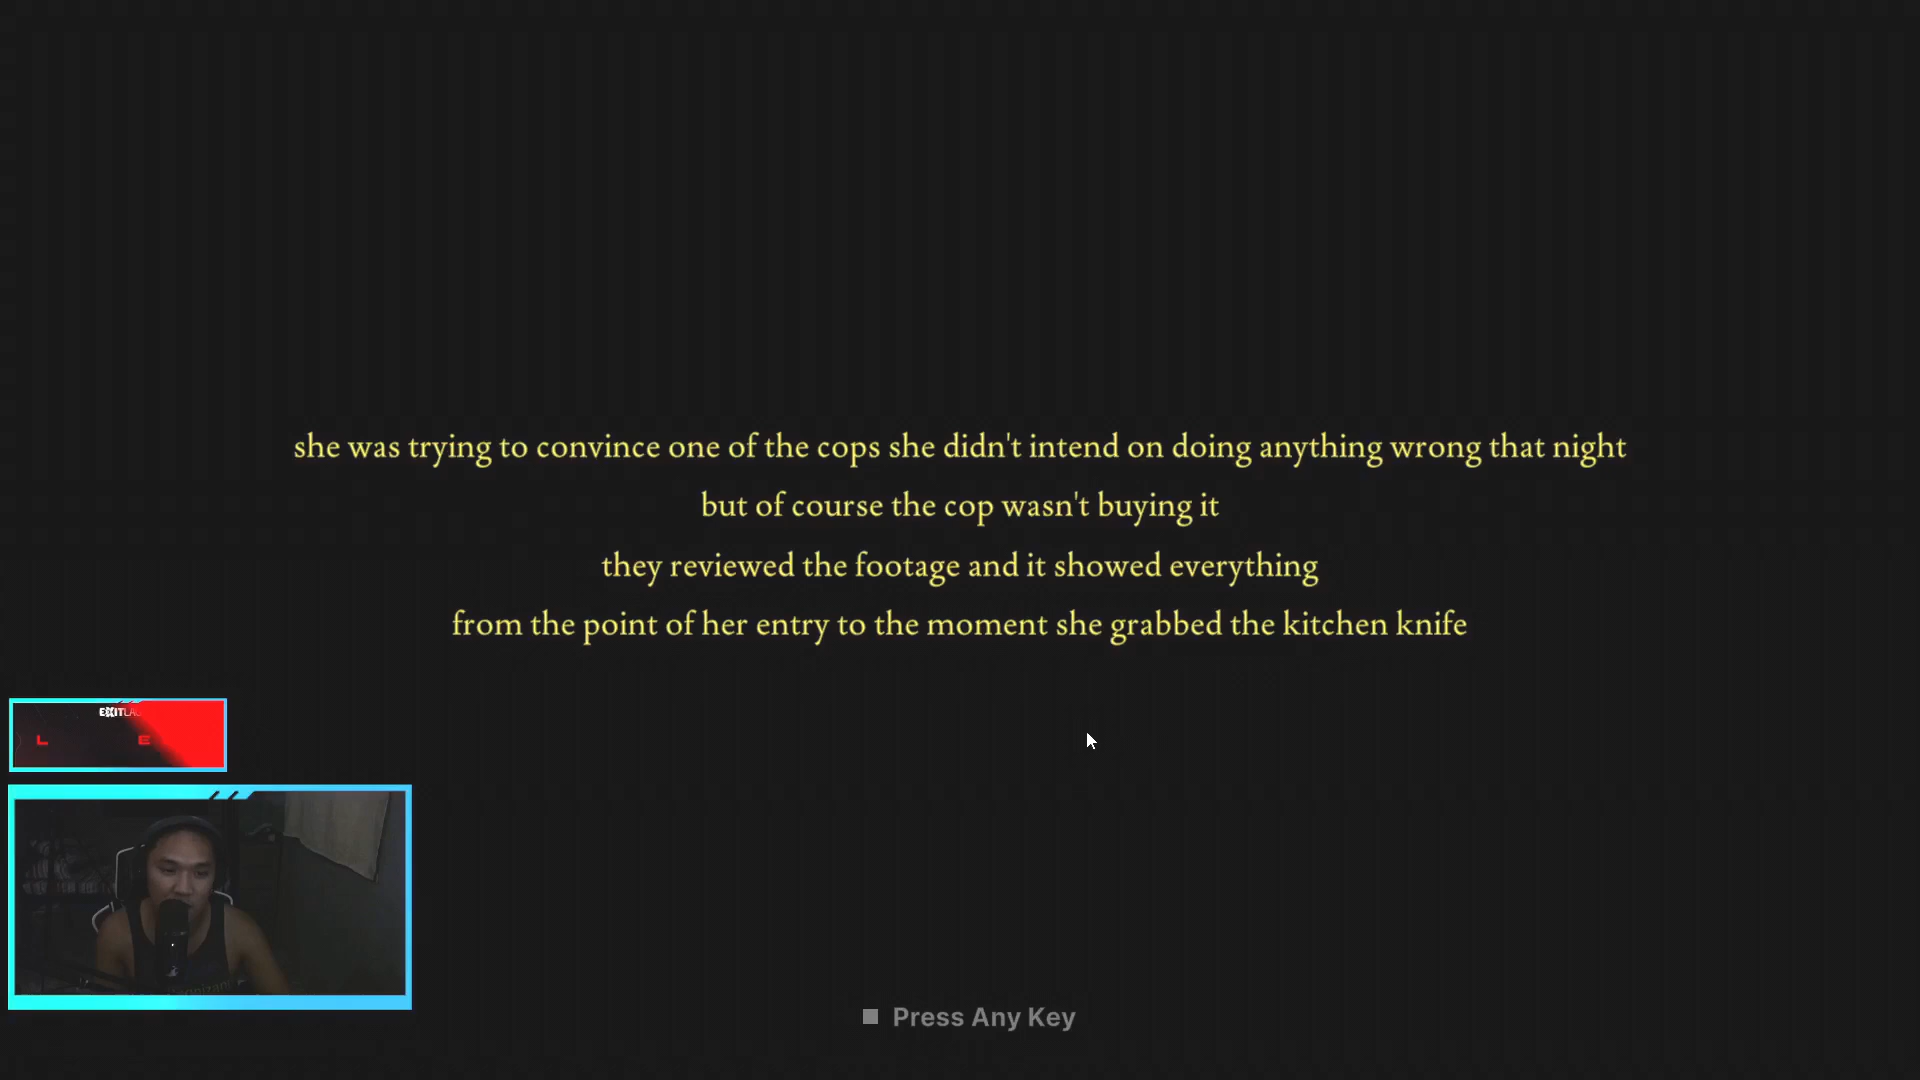 she was trying to convince one of the cops she didn't intend on doing anything wrong that night
but of course the cop wasn't buying it
they reviewed the footage and it showed everything
from the point of her entry to the moment she grabbed the kitchen knife
EXITLAG
L E
Press Any Key